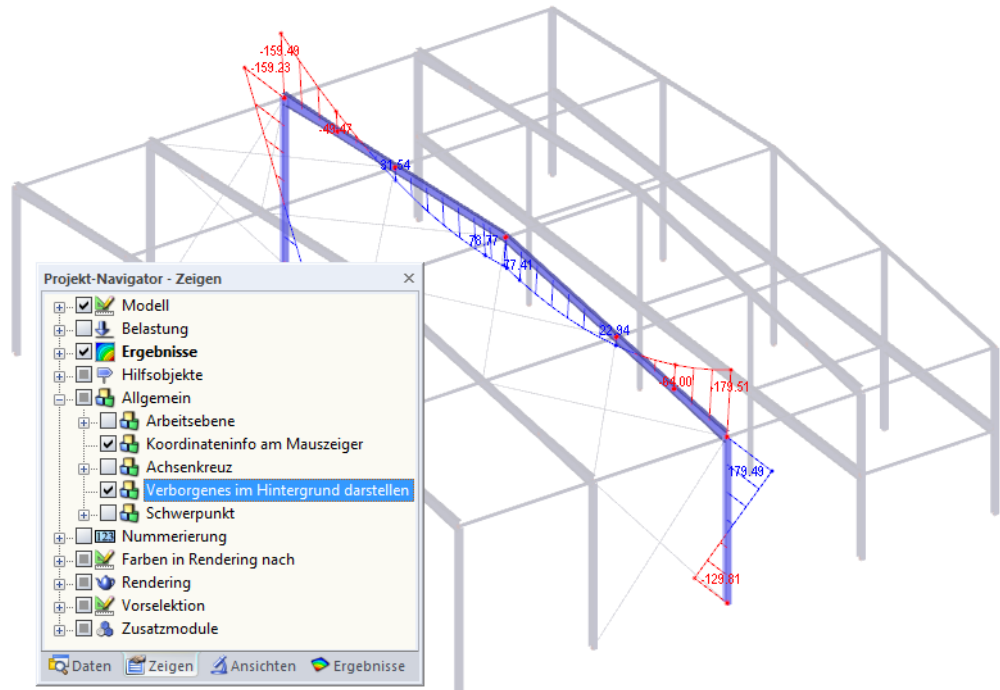 -159.49
-159.23
-49.47
31.54
78.77
77.41
22.94
-64.00
-179.51
179.49
-129.81
Projekt-Navigator - Zeigen
Modell
Belastung
Ergebnisse
Hilfsobjekte
Allgemein
Arbeitsebene
Koordinateninfo am Mauszeiger
Achsenkreuz
Verborgenes im Hintergrund darstellen
Schwerpunkt
123 Nummerierung
Farben in Rendering nach
Rendering
Vorselektion
Zusatzmodule
Daten Zeigen Ansichten Ergebnisse